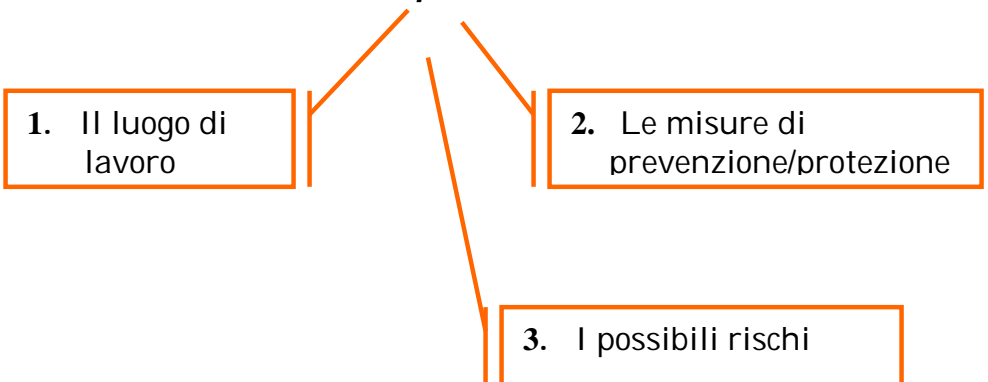 1. Il luogo di
lavoro
2. Le misure di
prevenzione/protezione
3. I possibili rischi